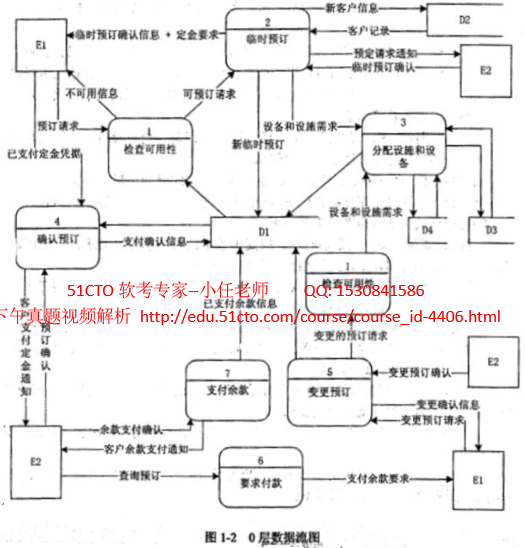 新客户信息
D2
2
临时预订
客户记录
E1
临时预订确认信息 + 定金要求
预定请求通知
临时预订确认
E2
不可用信息
可预订请求
预订请求
1
检查可用性
设备和设施需求
3
分配设施和设备
新临时预订
已支付定金凭据
4
确认预订
支付确认信息
D1
设备和设施需求
D4
D3
1
检查可用性
51CTO 软考专家--小任老师 QQ: 1530841586
已支付余款信息
下午真题视频解析 http://edu.51cto.com/course/course_id-4406.html
客户支付定金通知
预订确认
变更的预订请求
E2
7
支付余款
5
变更预订
变更预订确认
变更确认信息
变更预订请求
E2
余款支付确认
客户余款支付通知
查询预订
6
要求付款
支付余款要求
E1
图 1-2 0 层数据流图